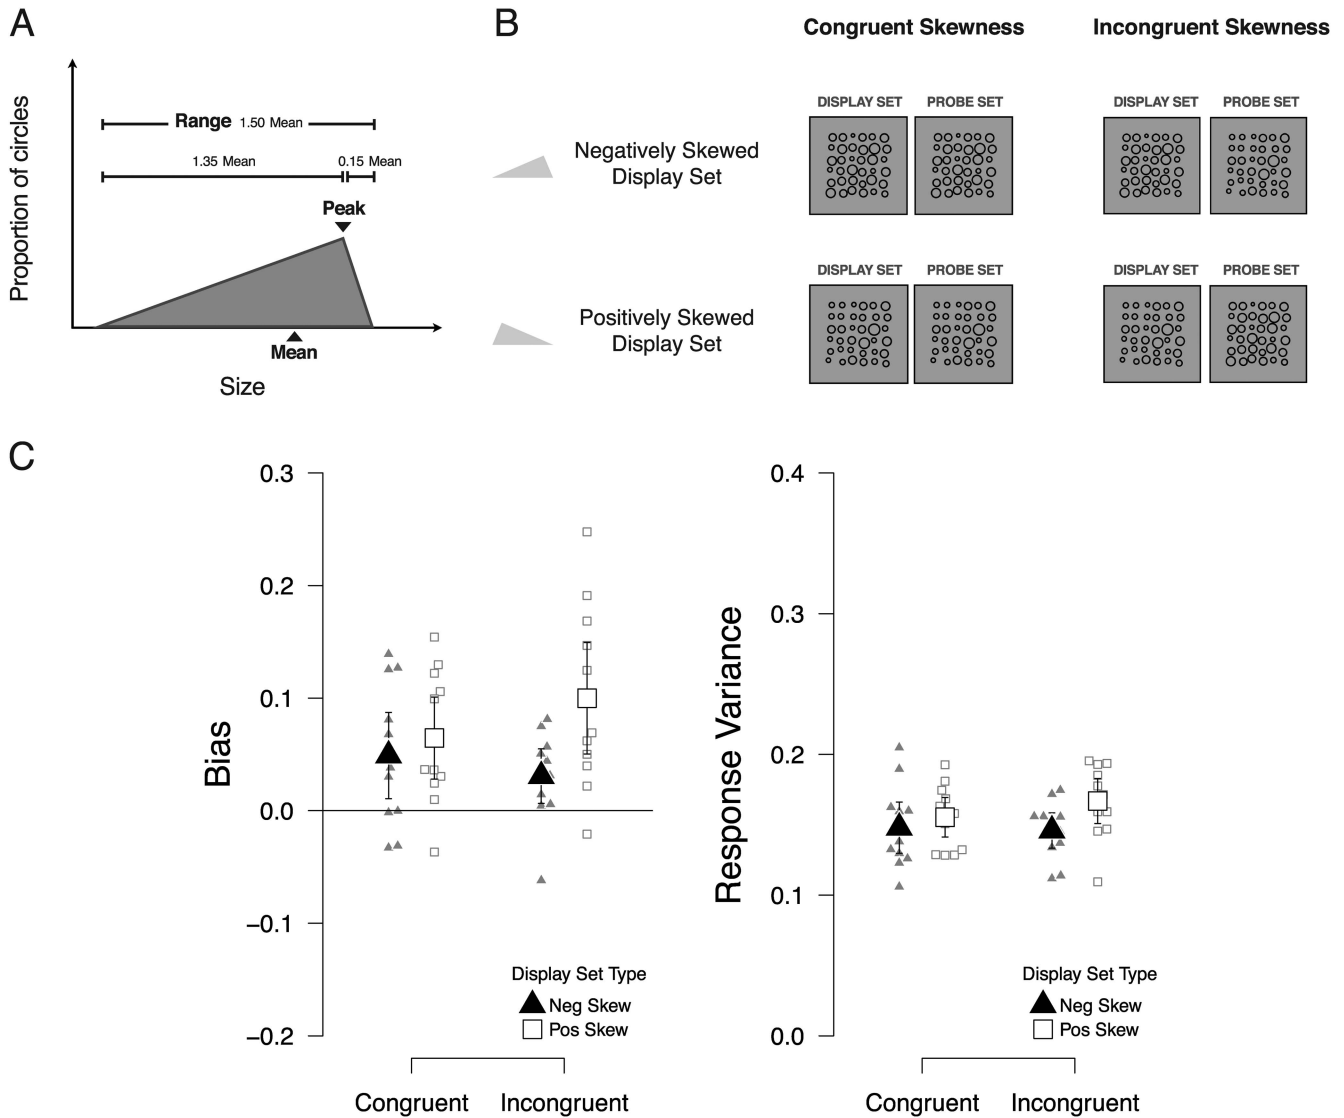 A
B
Congruent Skewness
Incongruent Skewness
Proportion of circles
Range 1.50 Mean
1.35 Mean
0.15 Mean
Peak
Mean
Size
DISPLAY SET PROBE SET
DISPLAY SET PROBE SET
Negatively Skewed
Display Set
DISPLAY SET PROBE SET
DISPLAY SET PROBE SET
Positively Skewed
Display Set
C
Bias
0.3
0.2
0.1
0.0
−0.1
−0.2
Display Set Type
Neg Skew
Pos Skew
Congruent
Incongruent
Response Variance
0.4
0.3
0.2
0.1
0.0
Display Set Type
Neg Skew
Pos Skew
Congruent
Incongruent